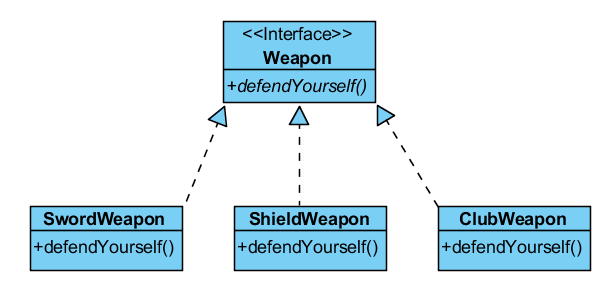 <<Interface>>
Weapon
+defendYourself()
SwordWeapon
+defendYourself()
ShieldWeapon
+defendYourself()
ClubWeapon
+defendYourself()